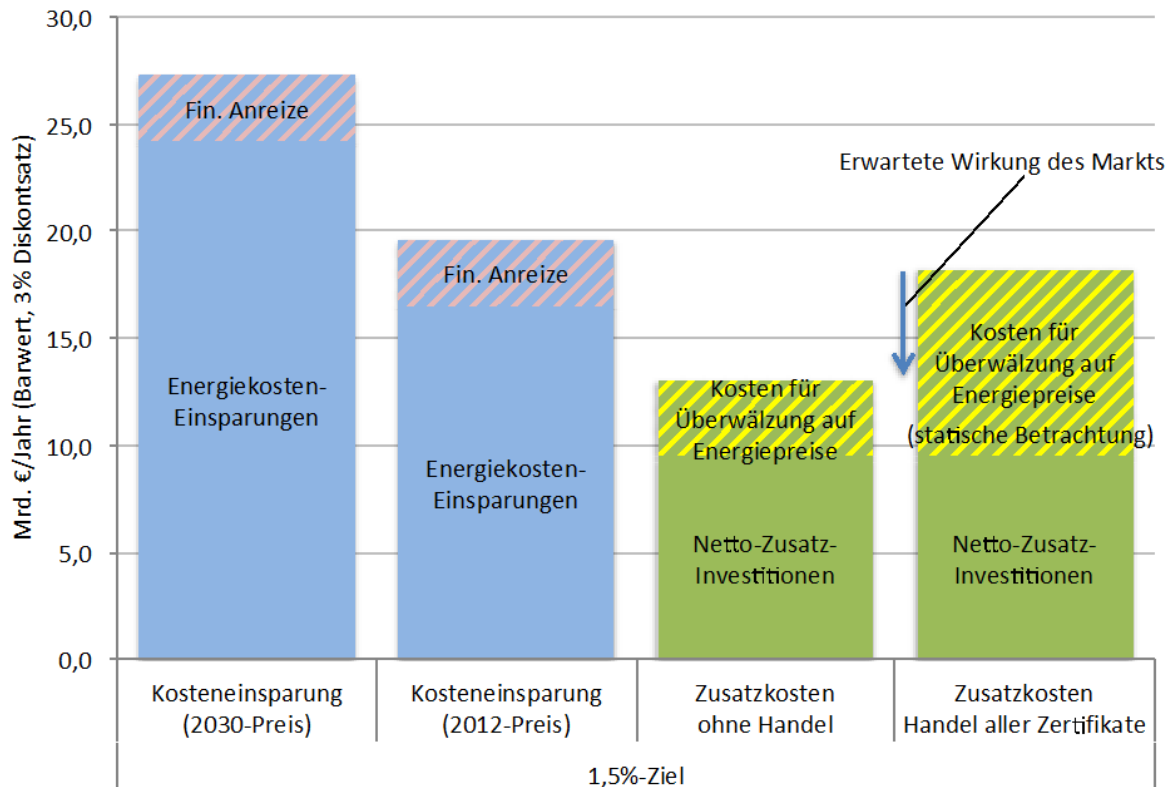 Mrd. €/Jahr (Barwert, 3% Diskontsatz)
30,0
25,0
20,0
15,0
10,0
5,0
0,0
Fin. Anreize
Energiekosten-
Einsparungen
Fin. Anreize
Energiekosten-
Einsparungen
Kosten für
Überwälzung auf
Energiepreise
Netto-Zusatz-
Investitionen
Erwartete Wirkung des Markts
Kosten für
Überwälzung auf
Energiepreise
(statische Betrachtung)
Netto-Zusatz-
Investitionen
Kosteneinsparung
(2030-Preis)
Kosteneinsparung
(2012-Preis)
Zusatzkosten
ohne Handel
Zusatzkosten
Handel aller Zertifikate
1,5%-Ziel